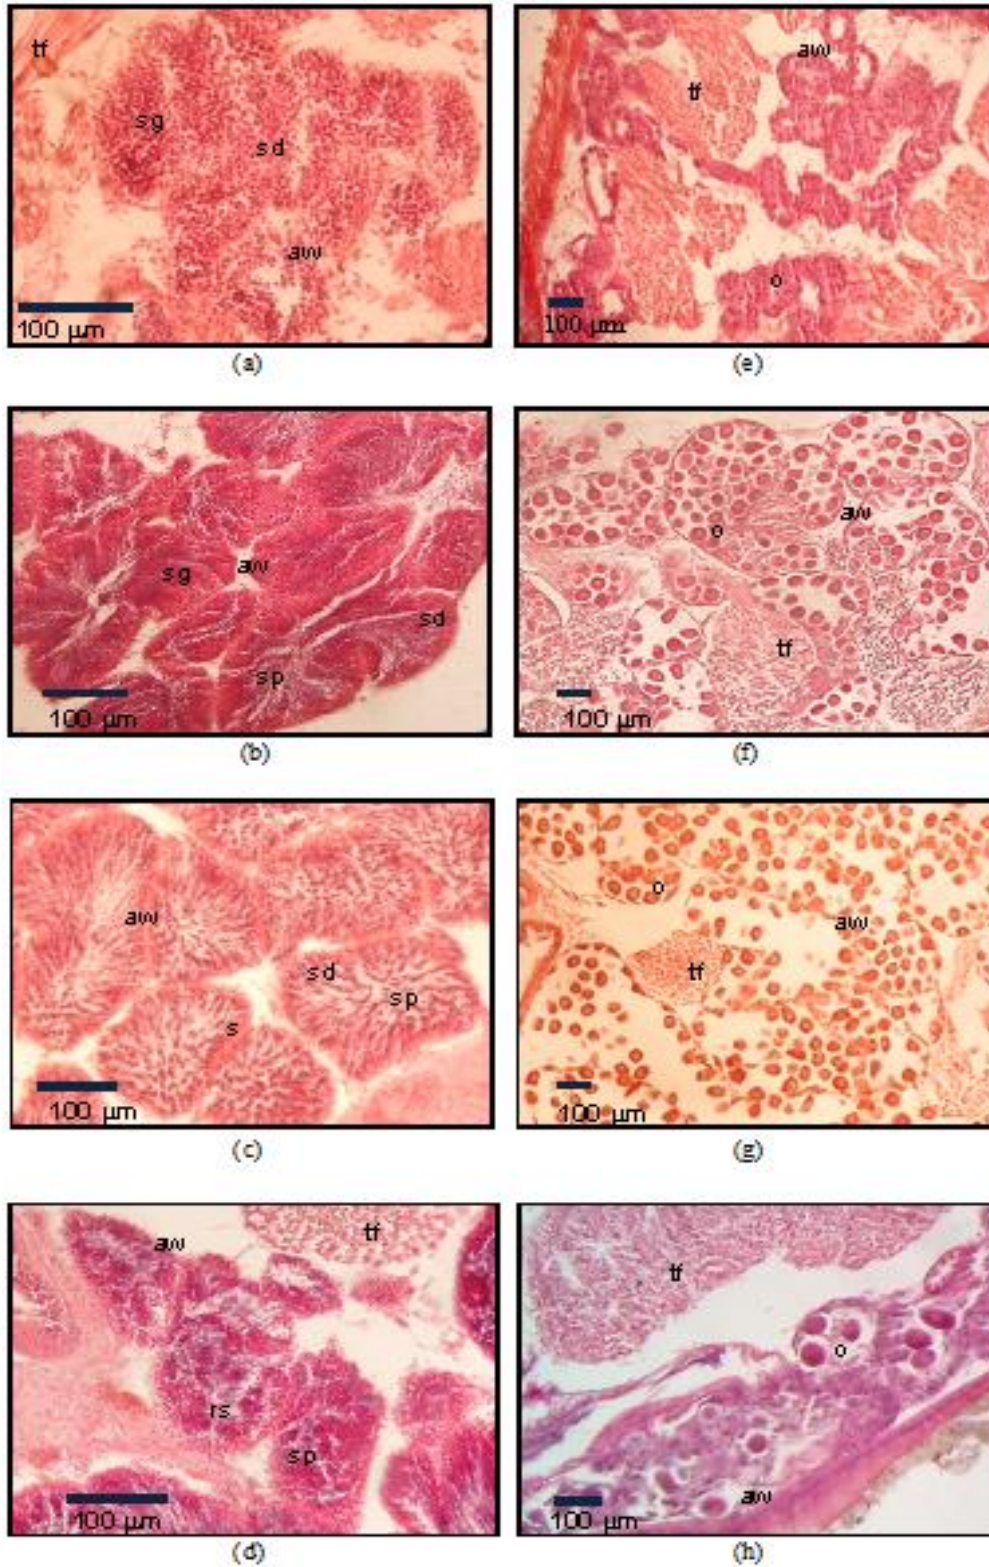 tf
sg
sd
aw
100 µm
(a)
aw
tf
o
100 µm
(e)
sg
aw
sd
sp
100 µm
(b)
aw
o
tf
100 µm
(f)
aw
sd
sp
s
100 µm
(c)
o
aw
tf
100 µm
(g)
aw
tf
rs
sp
100 µm
(d)
tf
o
aw
100 µm
(h)